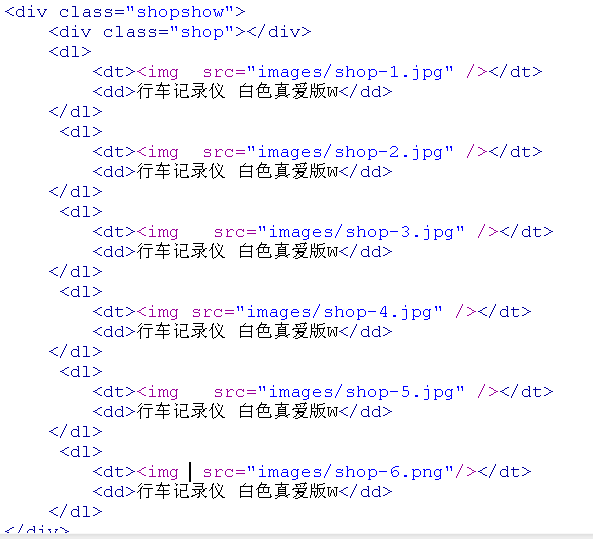 <div class="shopshow">
    <div class="shop"></div>
    <dl>
        <dt><img  src="images/shop-1.jpg" /></dt>
        <dd>行车记录仪 白色真爱版W</dd>
    </dl>
     <dl>
        <dt><img  src="images/shop-2.jpg" /></dt>
        <dd>行车记录仪 白色真爱版W</dd>
    </dl>
     <dl>
        <dt><img   src="images/shop-3.jpg" /></dt>
        <dd>行车记录仪 白色真爱版W</dd>
    </dl>
     <dl>
        <dt><img src="images/shop-4.jpg" /></dt>
        <dd>行车记录仪 白色真爱版W</dd>
    </dl>
     <dl>
        <dt><img   src="images/shop-5.jpg" /></dt>
        <dd>行车记录仪 白色真爱版W</dd>
    </dl>
     <dl>
        <dt><img  src="images/shop-6.png"/></dt>
        <dd>行车记录仪 白色真爱版W</dd>
    </dl>
</div>